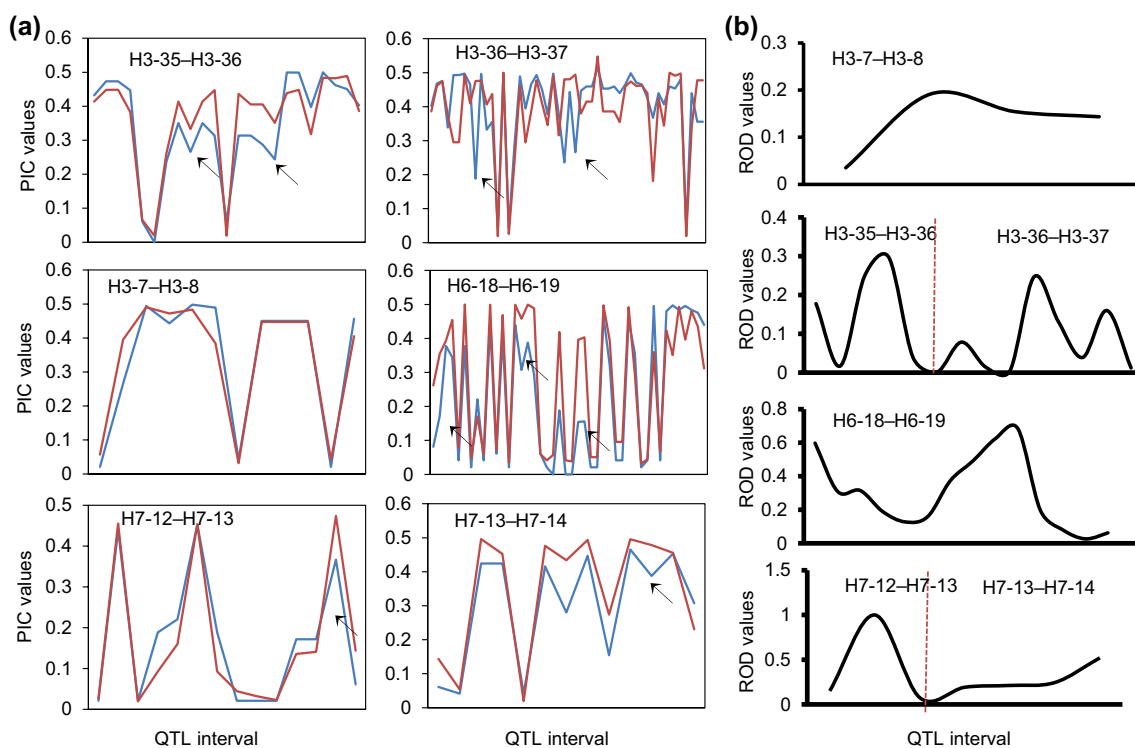 (a)
H3-35–H3-36
PIC values
0.6
0.5
0.4
0.3
0.2
0.1
0
H3-36–H3-37
0.6
0.5
0.4
0.3
0.2
0.1
0
H3-7–H3-8
PIC values
0.6
0.5
0.4
0.3
0.2
0.1
0
H6-18–H6-19
0.6
0.5
0.4
0.3
0.2
0.1
0
H7-12–H7-13
PIC values
0.5
0.4
0.3
0.2
0.1
0
H7-13–H7-14
0.6
0.5
0.4
0.3
0.2
0.1
0
QTL interval
(b)
H3-7–H3-8
ROD values
0.3
0.2
0.1
0
H3-35–H3-36
H3-36–H3-37
ROD values
0.4
0.3
0.2
0.1
0
H6-18–H6-19
ROD values
0.8
0.6
0.4
0.2
0
H7-12–H7-13
H7-13–H7-14
ROD values
1.5
1
0.5
0
QTL interval